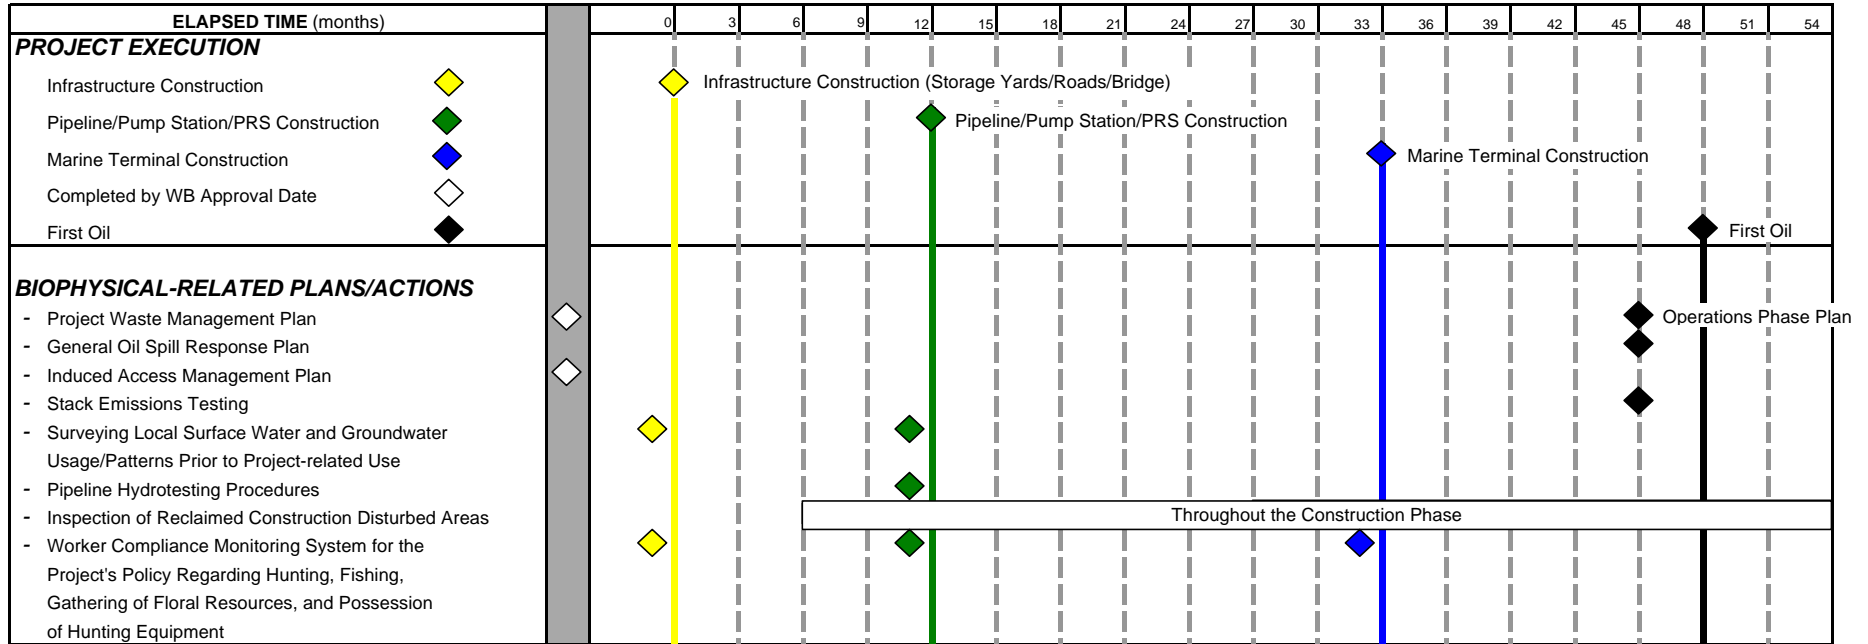 ELAPSED TIME (months) 0 3 6 9 12 15 18 21 24 27 30 33 36 39 42 45 48 51 54
PROJECT EXECUTION
Infrastructure Construction Infrastructure Construction (Storage Yards/Roads/Bridge)
Pipeline/Pump Station/PRS Construction Pipeline/Pump Station/PRS Construction
Marine Terminal Construction Marine Terminal Construction
Completed by WB Approval Date
First Oil First Oil
BIOPHYSICAL-RELATED PLANS/ACTIONS
- Project Waste Management Plan Operations Phase Plan
- General Oil Spill Response Plan
- Induced Access Management Plan
- Stack Emissions Testing
- Surveying Local Surface Water and Groundwater
Usage/Patterns Prior to Project-related Use
- Pipeline Hydrotesting Procedures
- Inspection of Reclaimed Construction Disturbed Areas Throughout the Construction Phase
- Worker Compliance Monitoring System for the
Project's Policy Regarding Hunting, Fishing,
Gathering of Floral Resources, and Possession
of Hunting Equipment